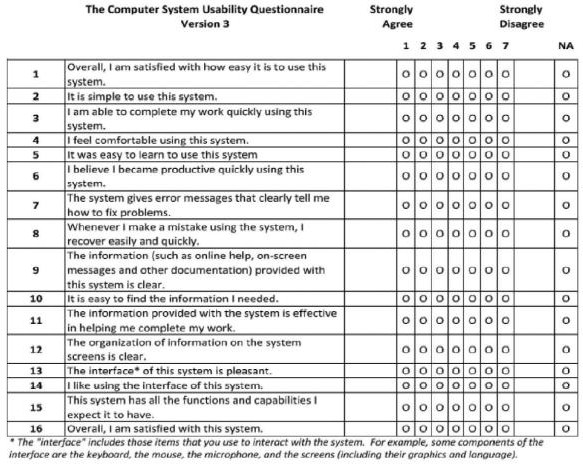 The Computer System Usability Questionnaire Strongly Strongly
Version 3 Agree Disagree
1 2 3 4 5 6 7 NA
1 Overall, I am satisfied with how easy it is to use this
system. O O O O O O O O
2 It is simple to use this system. O O O O O O O O
3 I am able to complete my work quickly using this
system. O O O O O O O O
4 I feel comfortable using this system. O O O O O O O O
5 It was easy to learn to use this system O O O O O O O O
6 I believe I became productive quickly using this
system. O O O O O O O O
7 The system gives error messages that clearly tell me
how to fix problems. O O O O O O O O
8 Whenever I make a mistake using the system, I
recover easily and quickly. O O O O O O O O
9 The information (such as online help, on-screen
messages and other documentation) provided with
this system is clear. O O O O O O O O
10 It is easy to find the information I needed. O O O O O O O O
11 The information provided with the system is effective
in helping me complete my work. O O O O O O O O
12 The organization of information on the system
screens is clear. O O O O O O O O
13 The interface* of this system is pleasant. O O O O O O O O
14 I like using the interface of this system. O O O O O O O O
15 This system has all the functions and capabilities I
expect it to have. O O O O O O O O
16 Overall, I am satisfied with this system. O O O O O O O O
* The "interface" includes those items that you use to interact with the system. For example, some components of the
interface are the keyboard, the mouse, the microphone, and the screens (including their graphics and language).